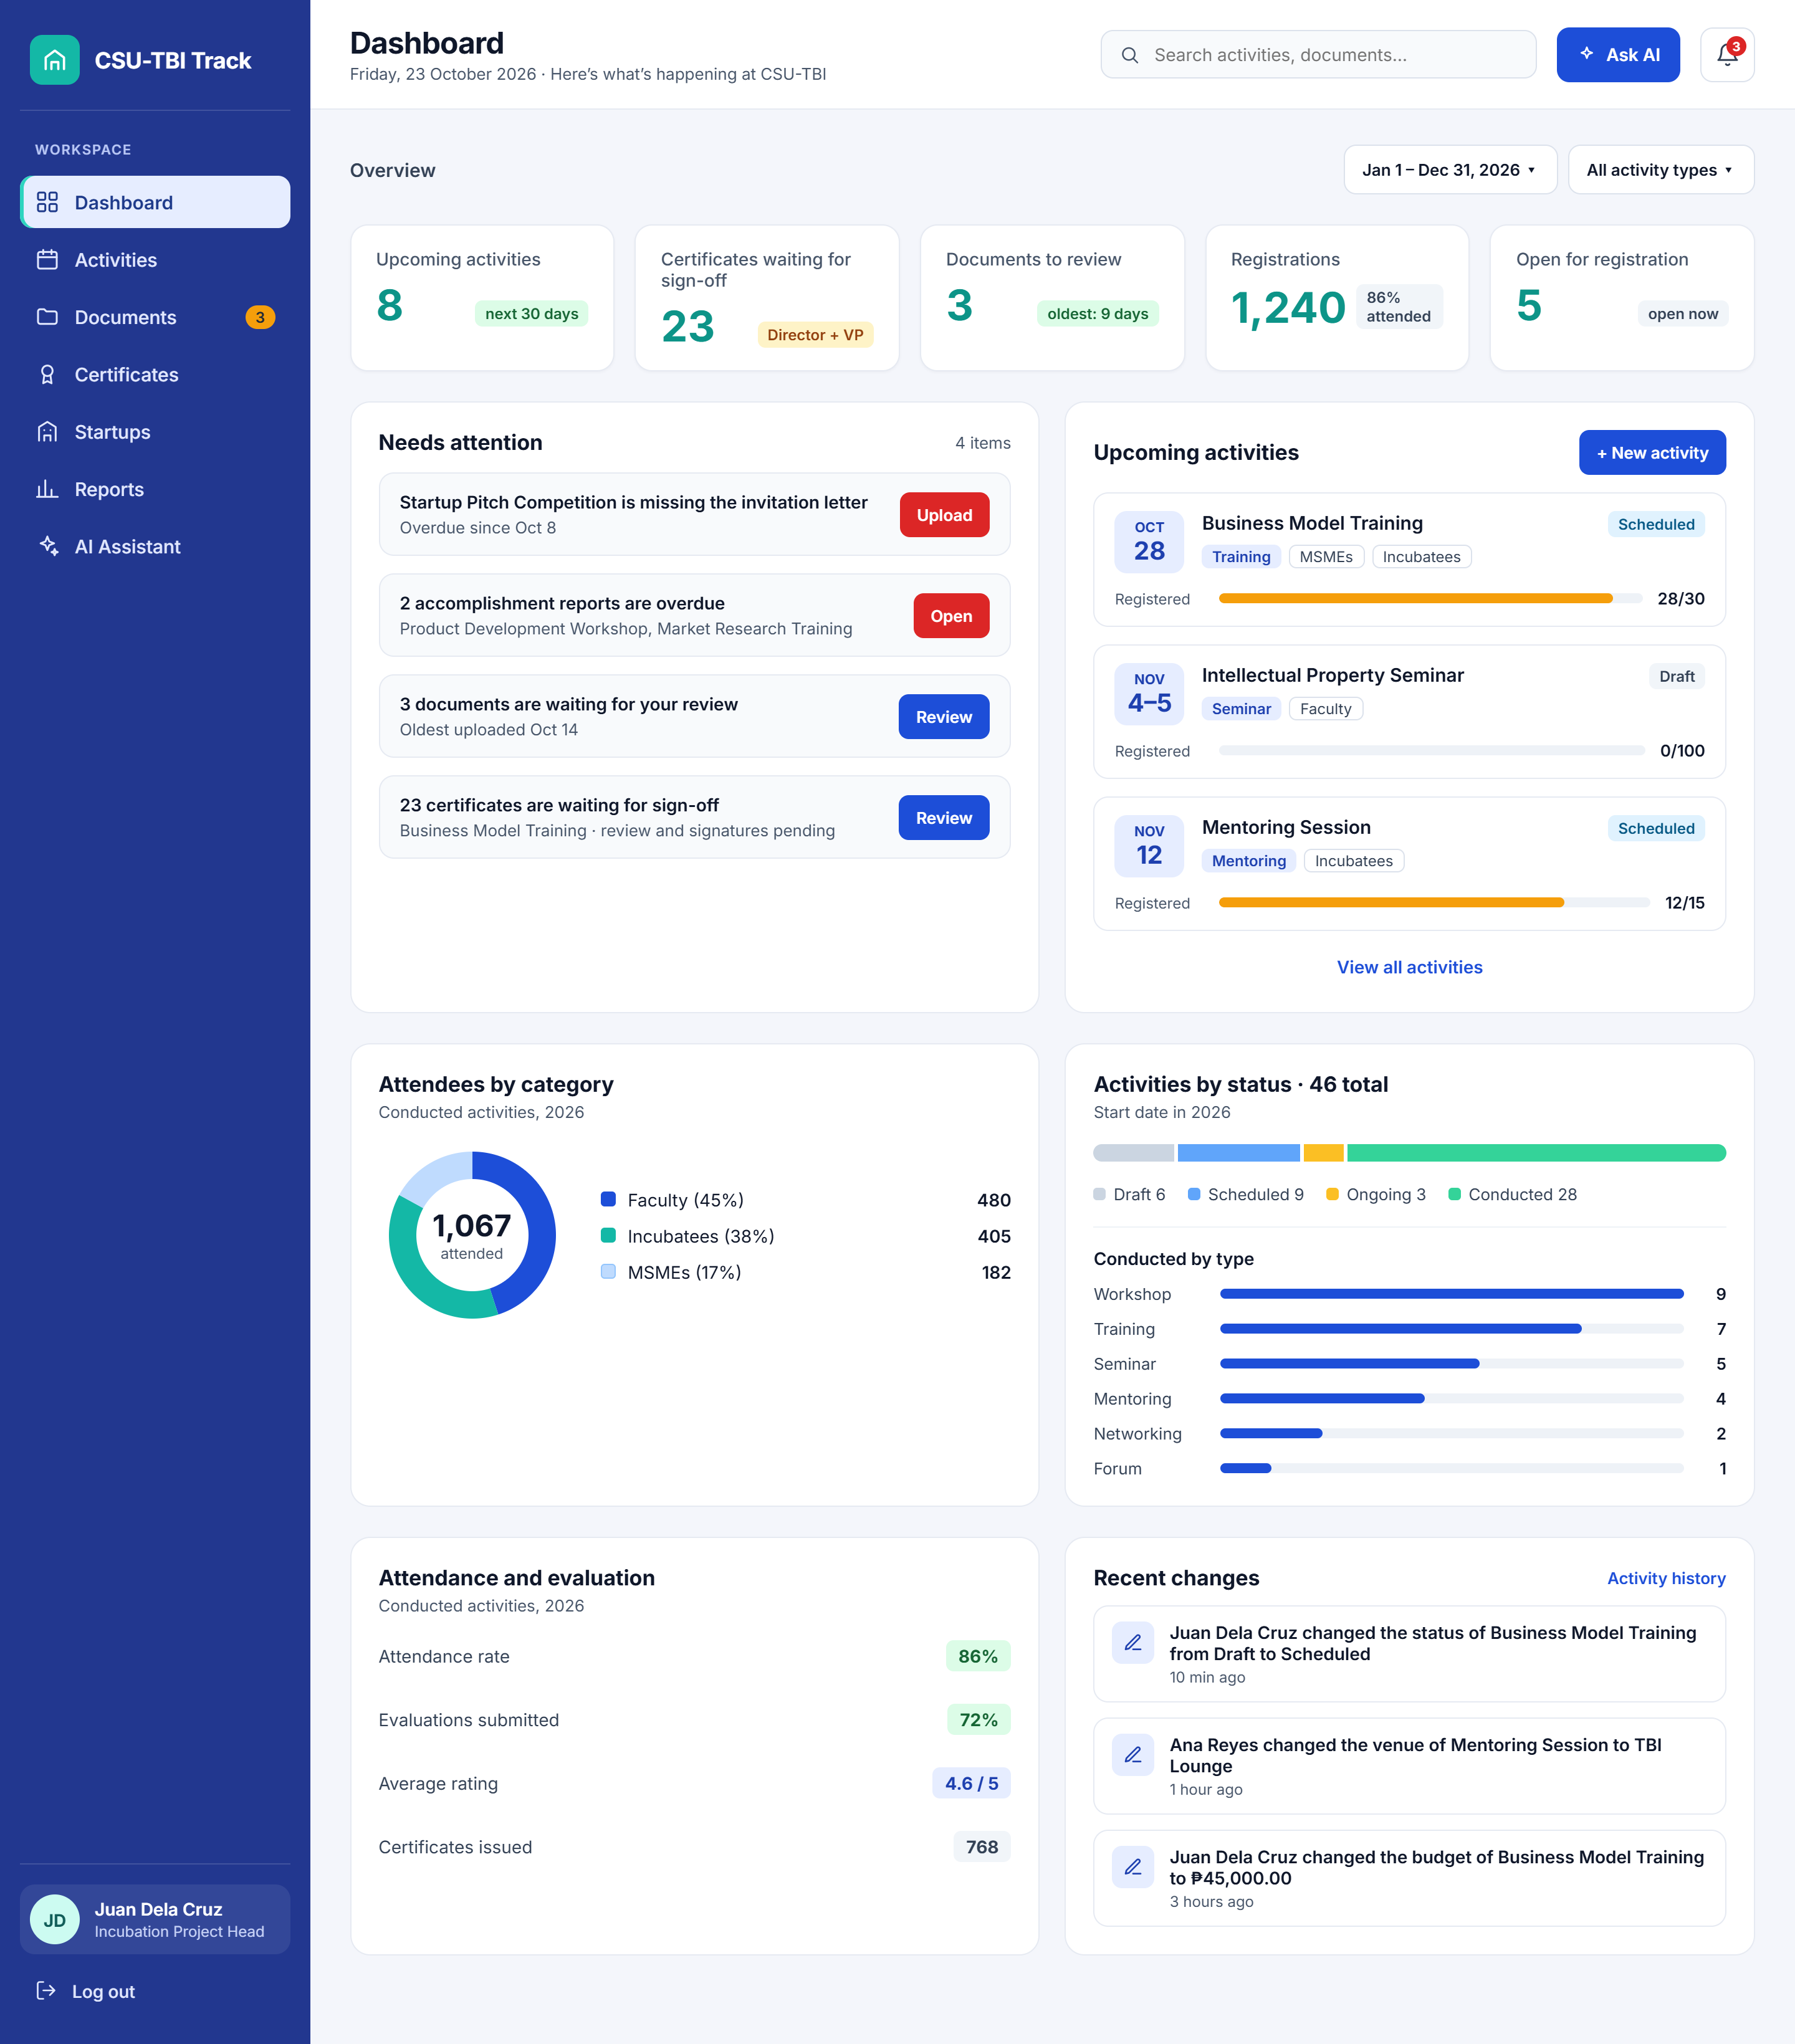 CSU-TBI Track
WORKSPACE
Dashboard
Activities
Documents 3
Certificates
Startups
Reports
AI Assistant
JD
Juan Dela Cruz
Incubation Project Head
Log out
Dashboard
Friday, 23 October 2026 · Here’s what’s happening at CSU-TBI
Search activities, documents...
Ask AI
3
Overview
Jan 1 – Dec 31, 2026 ▾
All activity types ▾
Upcoming activities
8 next 30 days
Certificates waiting for
sign-off
23 Director + VP
Documents to review
3 oldest: 9 days
Registrations
1,240 86%
attended
Open for registration
5 open now
Needs attention 4 items
Startup Pitch Competition is missing the invitation letter
Overdue since Oct 8
Upload
2 accomplishment reports are overdue
Product Development Workshop, Market Research Training
Open
3 documents are waiting for your review
Oldest uploaded Oct 14
Review
23 certificates are waiting for sign-off
Business Model Training · review and signatures pending
Review
Upcoming activities + New activity
OCT
28
Business Model Training Scheduled
Training MSMEs Incubatees
Registered 28/30
NOV
4–5
Intellectual Property Seminar Draft
Seminar Faculty
Registered 0/100
NOV
12
Mentoring Session Scheduled
Mentoring Incubatees
Registered 12/15
View all activities
Attendees by category
Conducted activities, 2026
1,067
attended
Faculty (45%) 480
Incubatees (38%) 405
MSMEs (17%) 182
Activities by status · 46 total
Start date in 2026
Draft 6 Scheduled 9 Ongoing 3 Conducted 28
Conducted by type
Workshop 9
Training 7
Seminar 5
Mentoring 4
Networking 2
Forum 1
Attendance and evaluation
Conducted activities, 2026
Attendance rate 86%
Evaluations submitted 72%
Average rating 4.6 / 5
Certificates issued 768
Recent changes Activity history
Juan Dela Cruz changed the status of Business Model Training
from Draft to Scheduled
10 min ago
Ana Reyes changed the venue of Mentoring Session to TBI
Lounge
1 hour ago
Juan Dela Cruz changed the budget of Business Model Training
to ₱45,000.00
3 hours ago